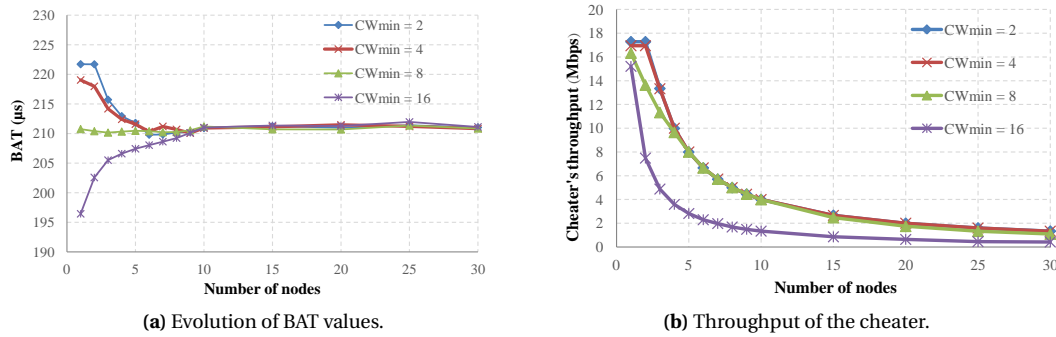 230
225
220
215
210
205
200
195
190
BAT (µs)
0 5 10 15 20 25 30
Number of nodes
CWmin = 2
CWmin = 4
CWmin = 8
CWmin = 16
(a) Evolution of BAT values.
20
18
16
14
12
10
8
6
4
2
0
Cheater's throughput (Mbps)
0 5 10 15 20 25 30
Number of nodes
CWmin = 2
CWmin = 4
CWmin = 8
CWmin = 16
(b) Throughput of the cheater.